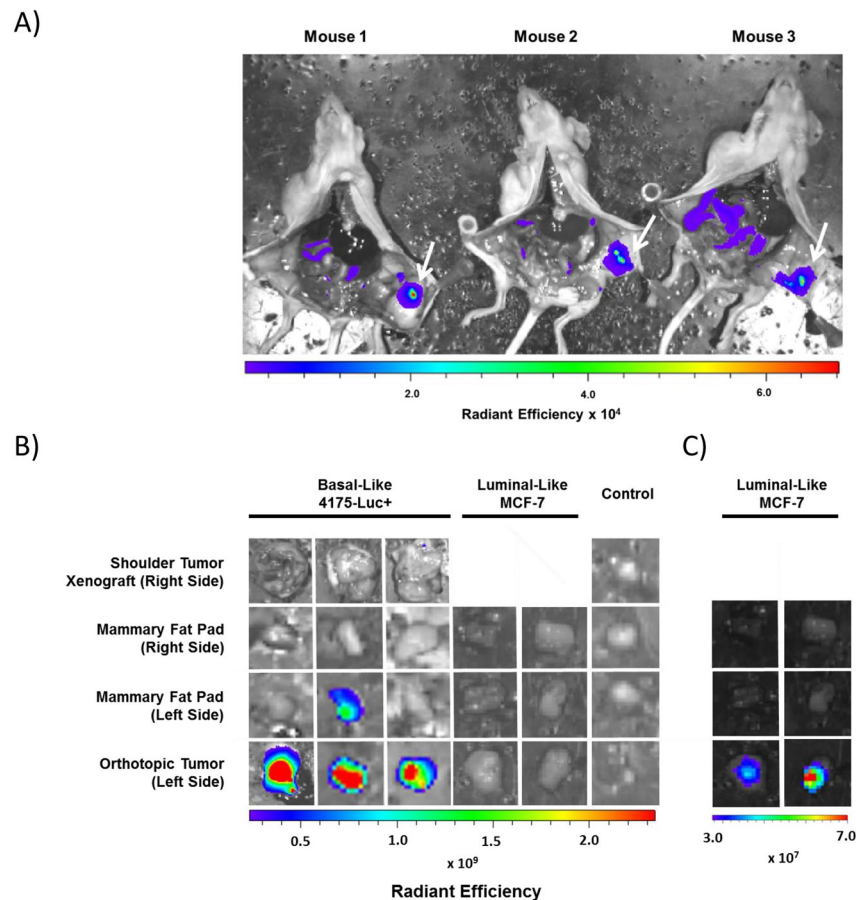 A)
Mouse 1 Mouse 2 Mouse 3
2.0 4.0 6.0
Radiant Efficiency x 10⁴
B) C)
Basal-Like
4175-Luc+
Luminal-Like
MCF-7
Control
Luminal-Like
MCF-7
Shoulder Tumor
Xenograft (Right Side)
Mammary Fat Pad
(Right Side)
Mammary Fat Pad
(Left Side)
Orthotopic Tumor
(Left Side)
0.5 1.0 1.5 2.0
x 10⁹
3.0 7.0
x 10⁷
Radiant Efficiency